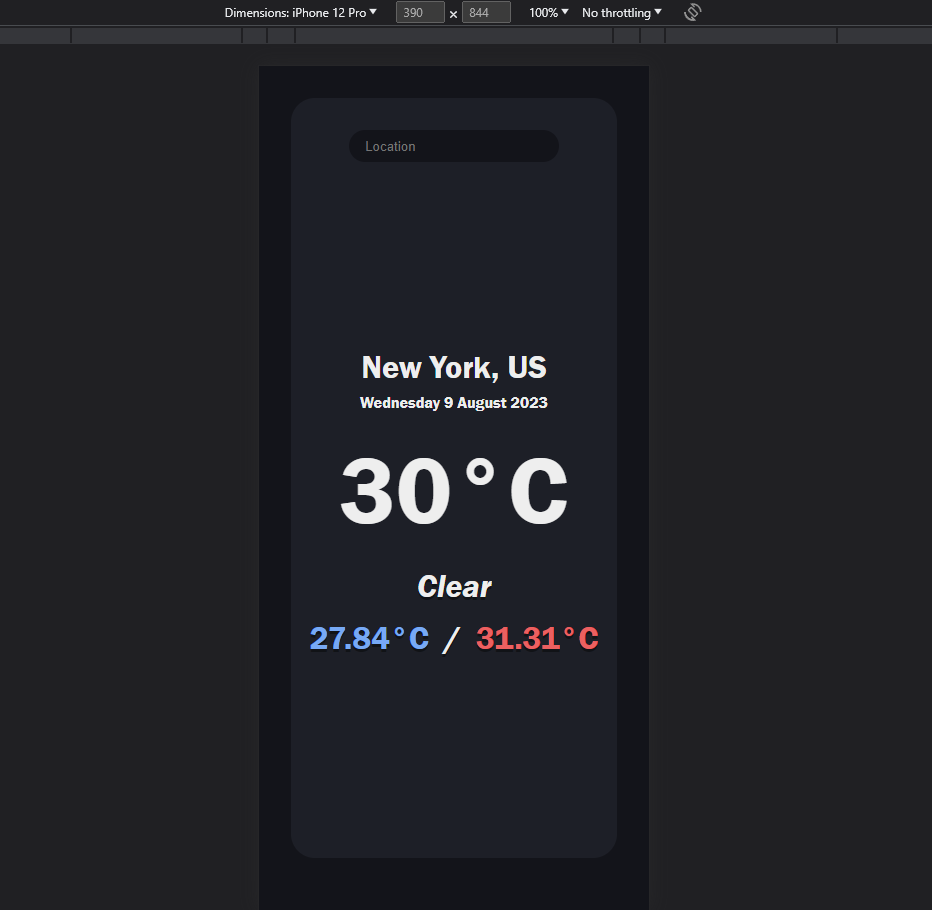 Dimensions: iPhone 12 Pro 390 × 844 100% No throttling
Location
New York, US
Wednesday 9 August 2023
30°C
Clear
27.84°C / 31.31°C